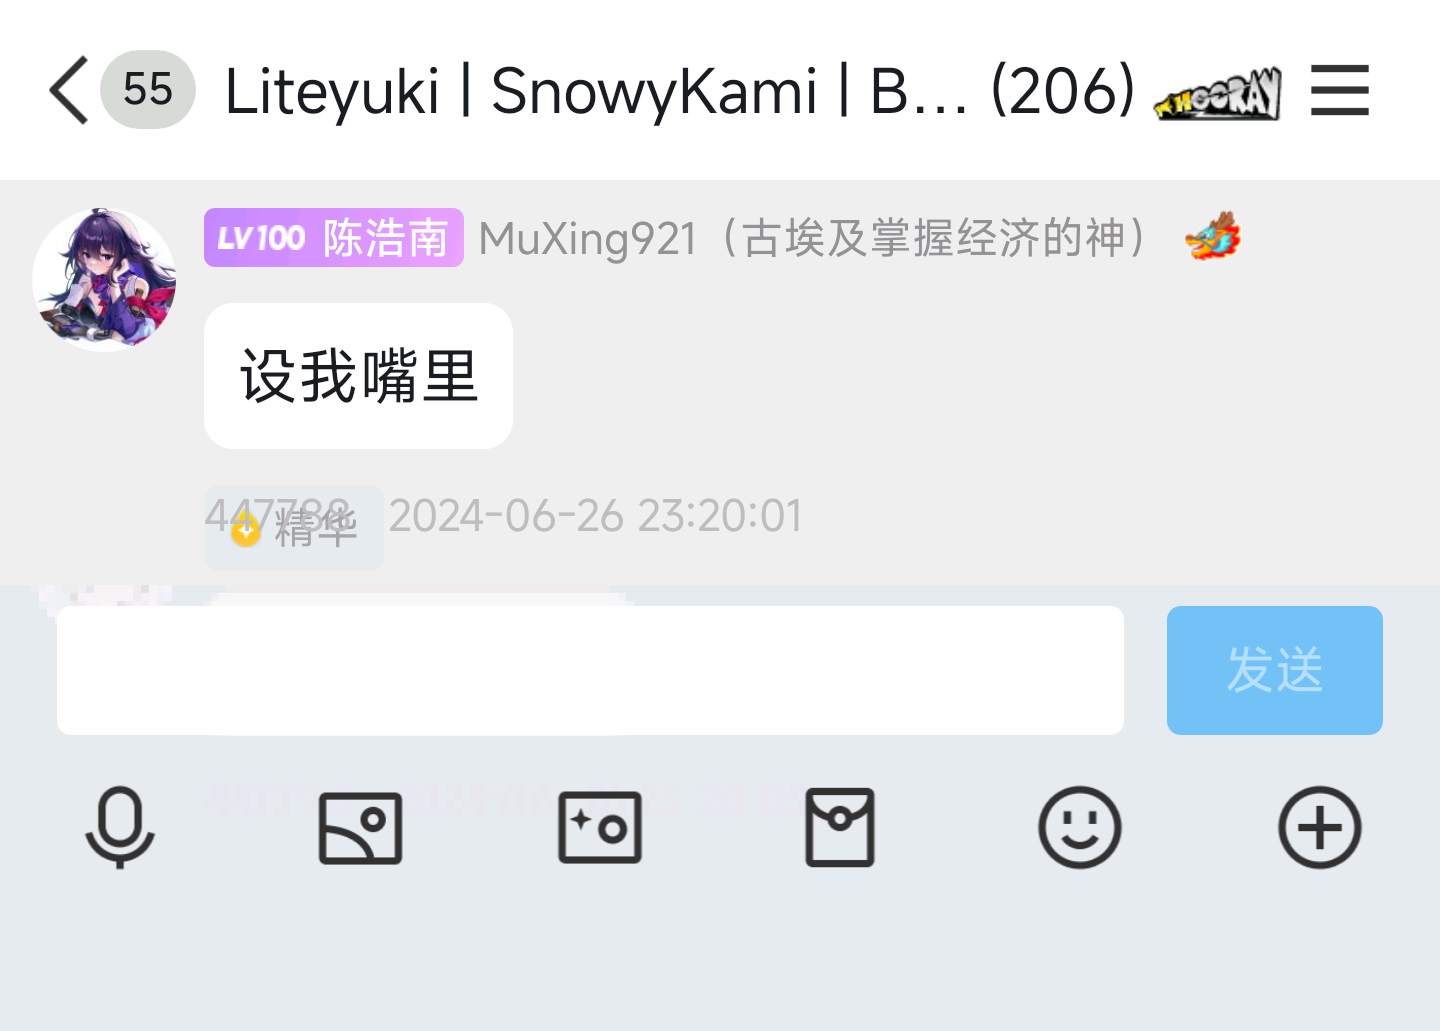 55 Liteyuki | SnowyKami | B... (206) HOORAY
LV100 陈浩南 MuXing921（古埃及掌握经济的神）
设我嘴里
447788 2024-06-26 23:20:01
精华
发送